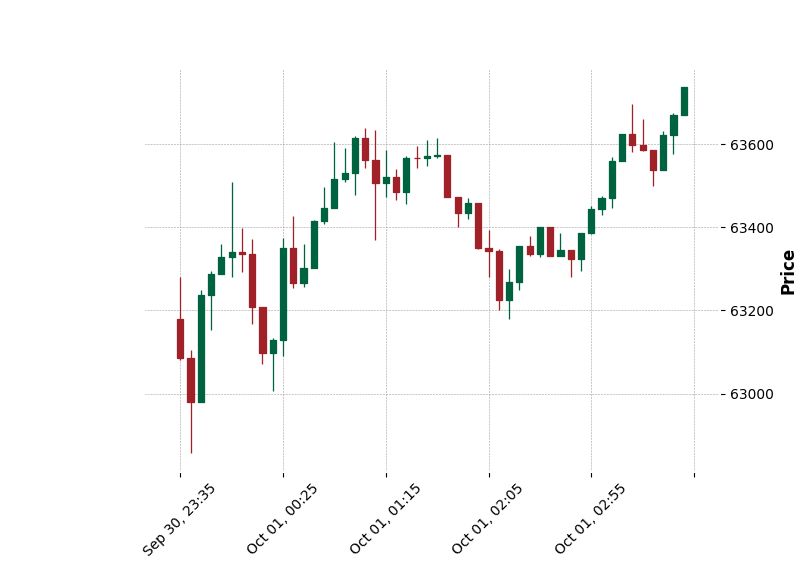 63600
63400
63200
63000
Price
Sep 30, 23:35
Oct 01, 00:25
Oct 01, 01:15
Oct 01, 02:05
Oct 01, 02:55